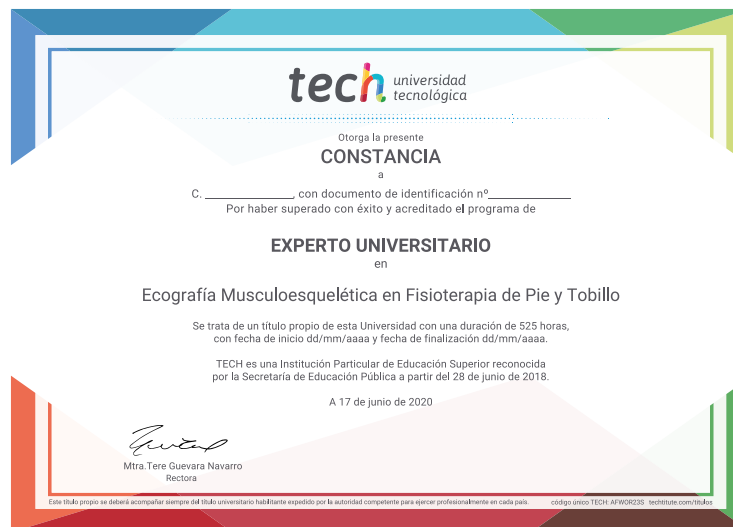 tech universidad
tecnológica
Otorga la presente
CONSTANCIA
a
C. ______________, con documento de identificación nº_____________
Por haber superado con éxito y acreditado el programa de
EXPERTO UNIVERSITARIO
en
Ecografía Musculoesquelética en Fisioterapia de Pie y Tobillo
Se trata de un título propio de esta Universidad con una duración de 525 horas,
con fecha de inicio dd/mm/aaaa y fecha de finalización dd/mm/aaaa.
TECH es una Institución Particular de Educación Superior reconocida
por la Secretaría de Educación Pública a partir del 28 de junio de 2018.
A 17 de junio de 2020
Mtra.Tere Guevara Navarro
Rectora
Este título propio se deberá acompañar siempre del título universitario habilitante expedido por la autoridad competente para ejercer profesionalmente en cada país. código único TECH: AFWOR23S techtitute.com/titulos